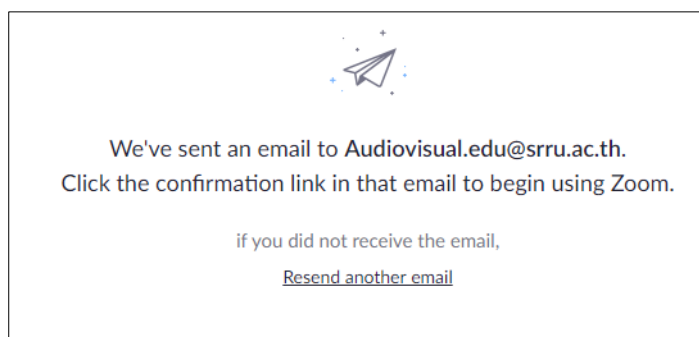 We've sent an email to Audiovisual.edu@srru.ac.th.
Click the confirmation link in that email to begin using Zoom.
if you did not receive the email,
Resend another email